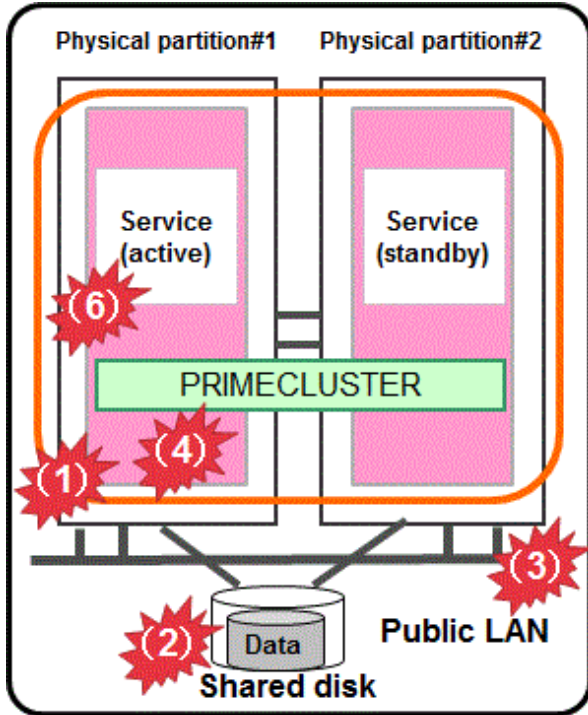 Physical partition#1 Physical partition#2
Service
(active)
Service
(standby)
(6)
PRIMECLUSTER
(4)
(1)
(3)
(2)
Data
Public LAN
Shared disk